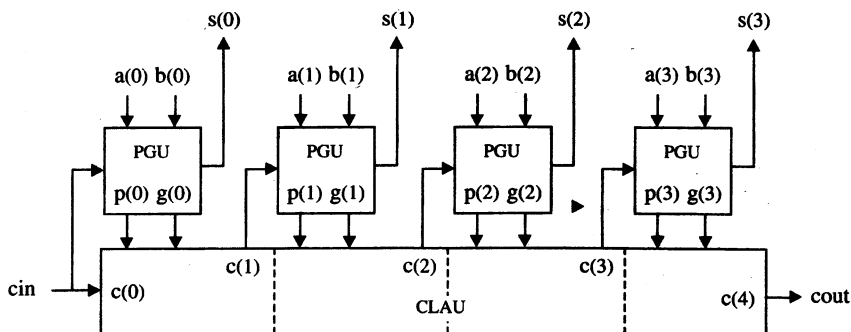 s(0) s(1) s(2) s(3)
a(0) b(0) a(1) b(1) a(2) b(2) a(3) b(3)
PGU PGU PGU PGU
p(0) g(0) p(1) g(1) p(2) g(2) p(3) g(3)
c(1) c(2) c(3)
cin c(0) c(4) cout
CLAU